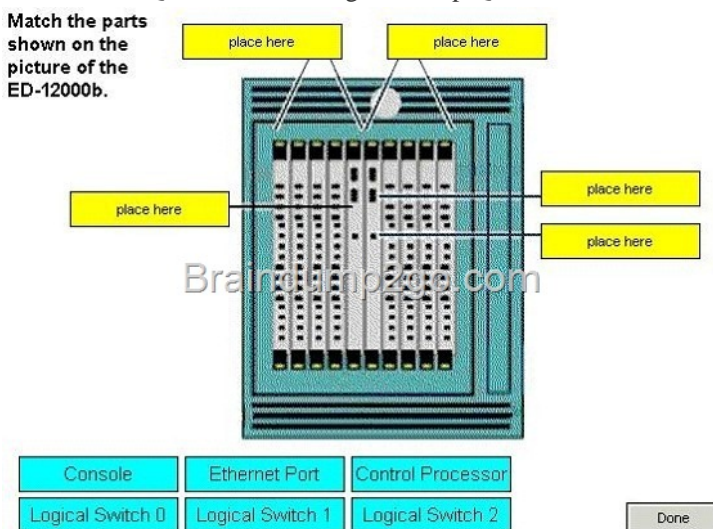 Match the parts
shown on the
picture of the
ED-12000b.
place here
place here
place here
place here
place here
Braindump2go.com
Console
Ethernet Port
Control Processor
Logical Switch 0
Logical Switch 1
Logical Switch 2
Done